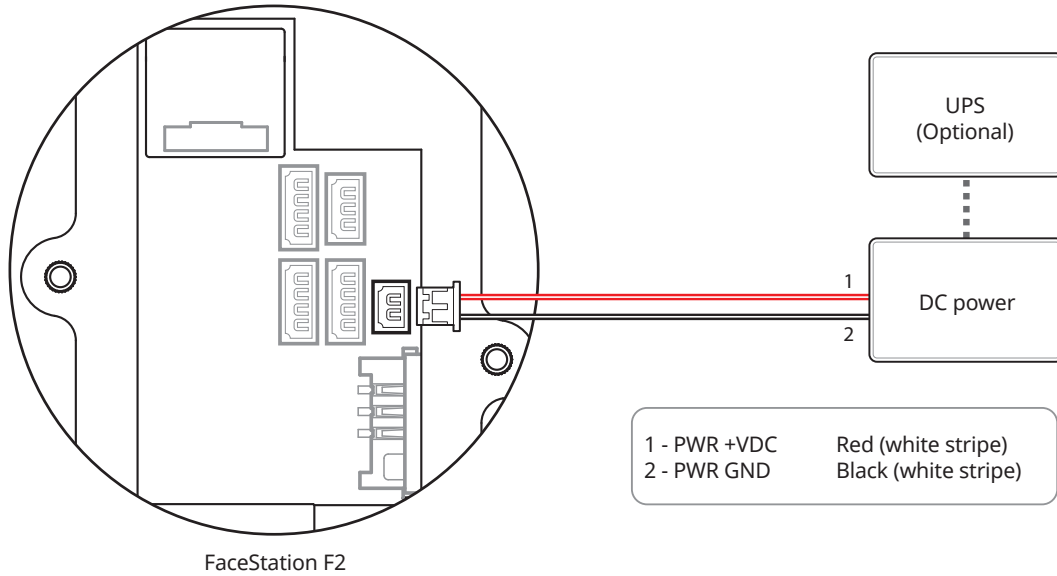 UPS
(Optional)
1
DC power
2
1 - PWR +VDC Red (white stripe)
2 - PWR GND Black (white stripe)
FaceStation F2